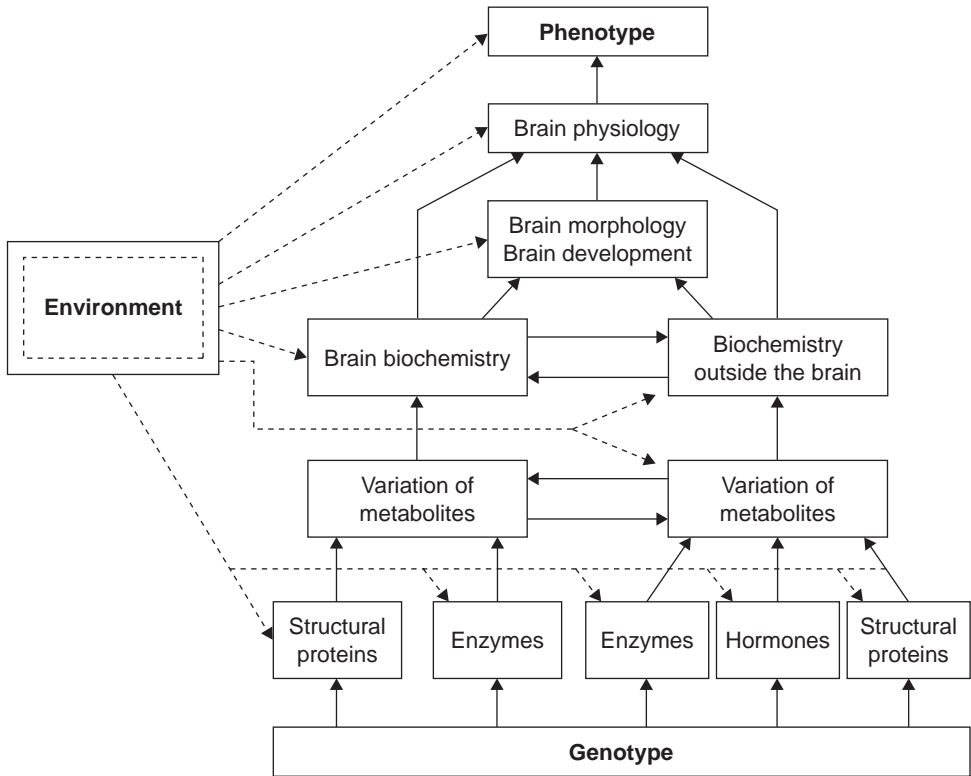 Phenotype
Brain physiology
Brain morphology
Brain development
Environment
Brain biochemistry
Biochemistry
outside the brain
Variation of
metabolites
Variation of
metabolites
Structural
proteins
Enzymes
Enzymes
Hormones
Structural
proteins
Genotype